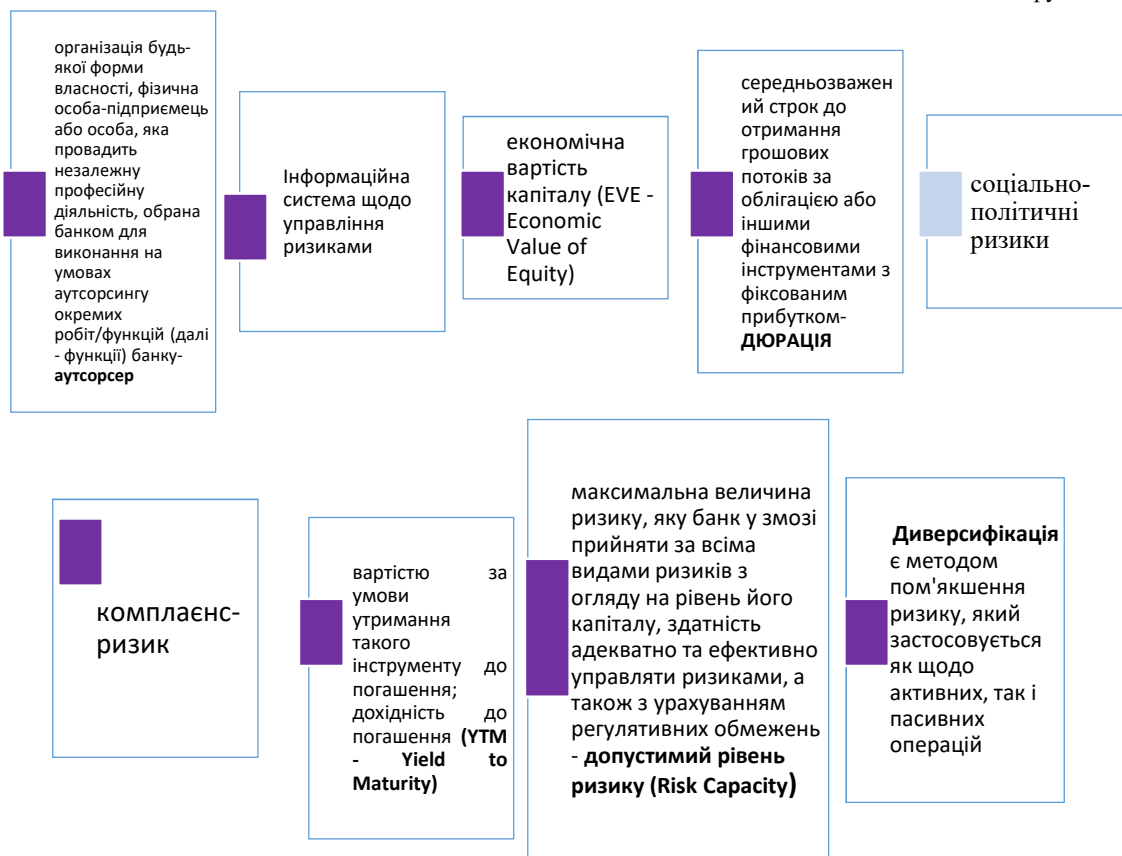 організація будь-
якої форми
власності, фізична
особа-підприємець
або особа, яка
провадить
незалежну
професійну
діяльність, обрана
банком для
виконання на
умовах
аутсорсингу
окремих
робіт/функцій (далі
- функції) банку-
аутсорсер
Інформаційна
система щодо
управління
ризиками
економічна
вартість
капіталу (EVE -
Economic
Value of
Equity)
середньозважен
ий строк до
отримання
грошових
потоків за
облігацією або
іншими
фінансовими
інструментами з
фіксованим
прибутком-
ДЮРАЦІЯ
соціально-
політичні
ризики
комплаєнс-
ризик
вартістю за
умови
утримання
такого
інструменту до
погашення;
дохідність до
погашення (YTM
- Yield to
Maturity)
максимальна величина
ризику, яку банк у змозі
прийняти за всіма
видами ризиків з
огляду на рівень його
капіталу, здатність
адекватно та ефективно
управляти ризиками, а
також з урахуванням
регулятивних обмежень
- допустимий рівень
ризику (Risk Capacity)
Диверсифікація
є методом
пом'якшення
ризику, який
застосовується
як щодо
активних, так і
пасивних
операцій